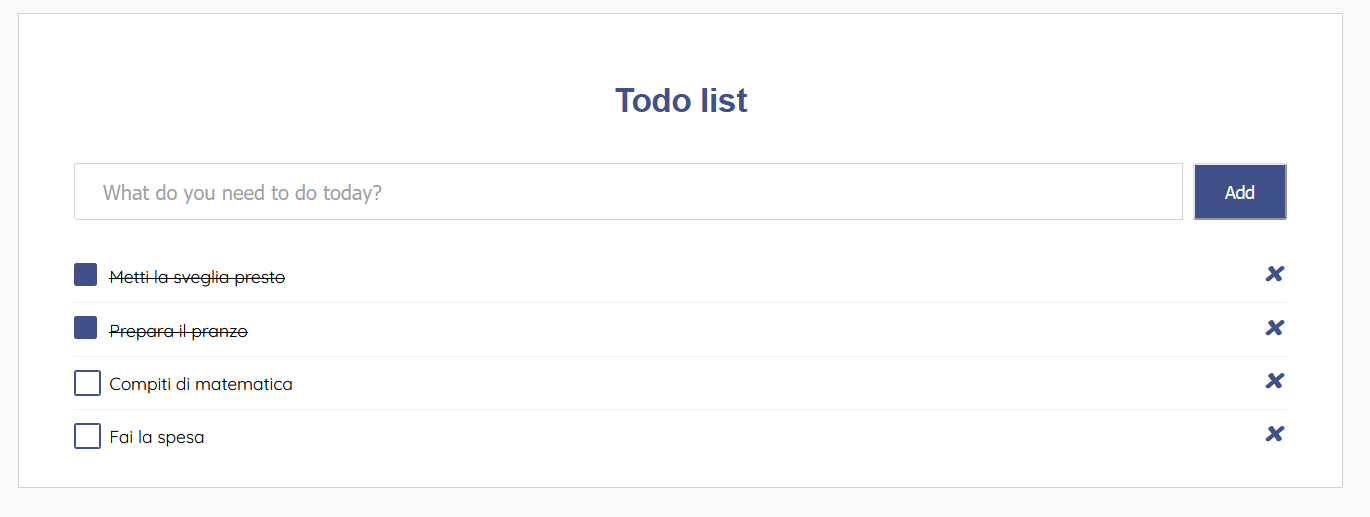 Todo list
What do you need to do today?
Add
Metti la sveglia presto
Prepara il pranzo
Compiti di matematica
Fai la spesa